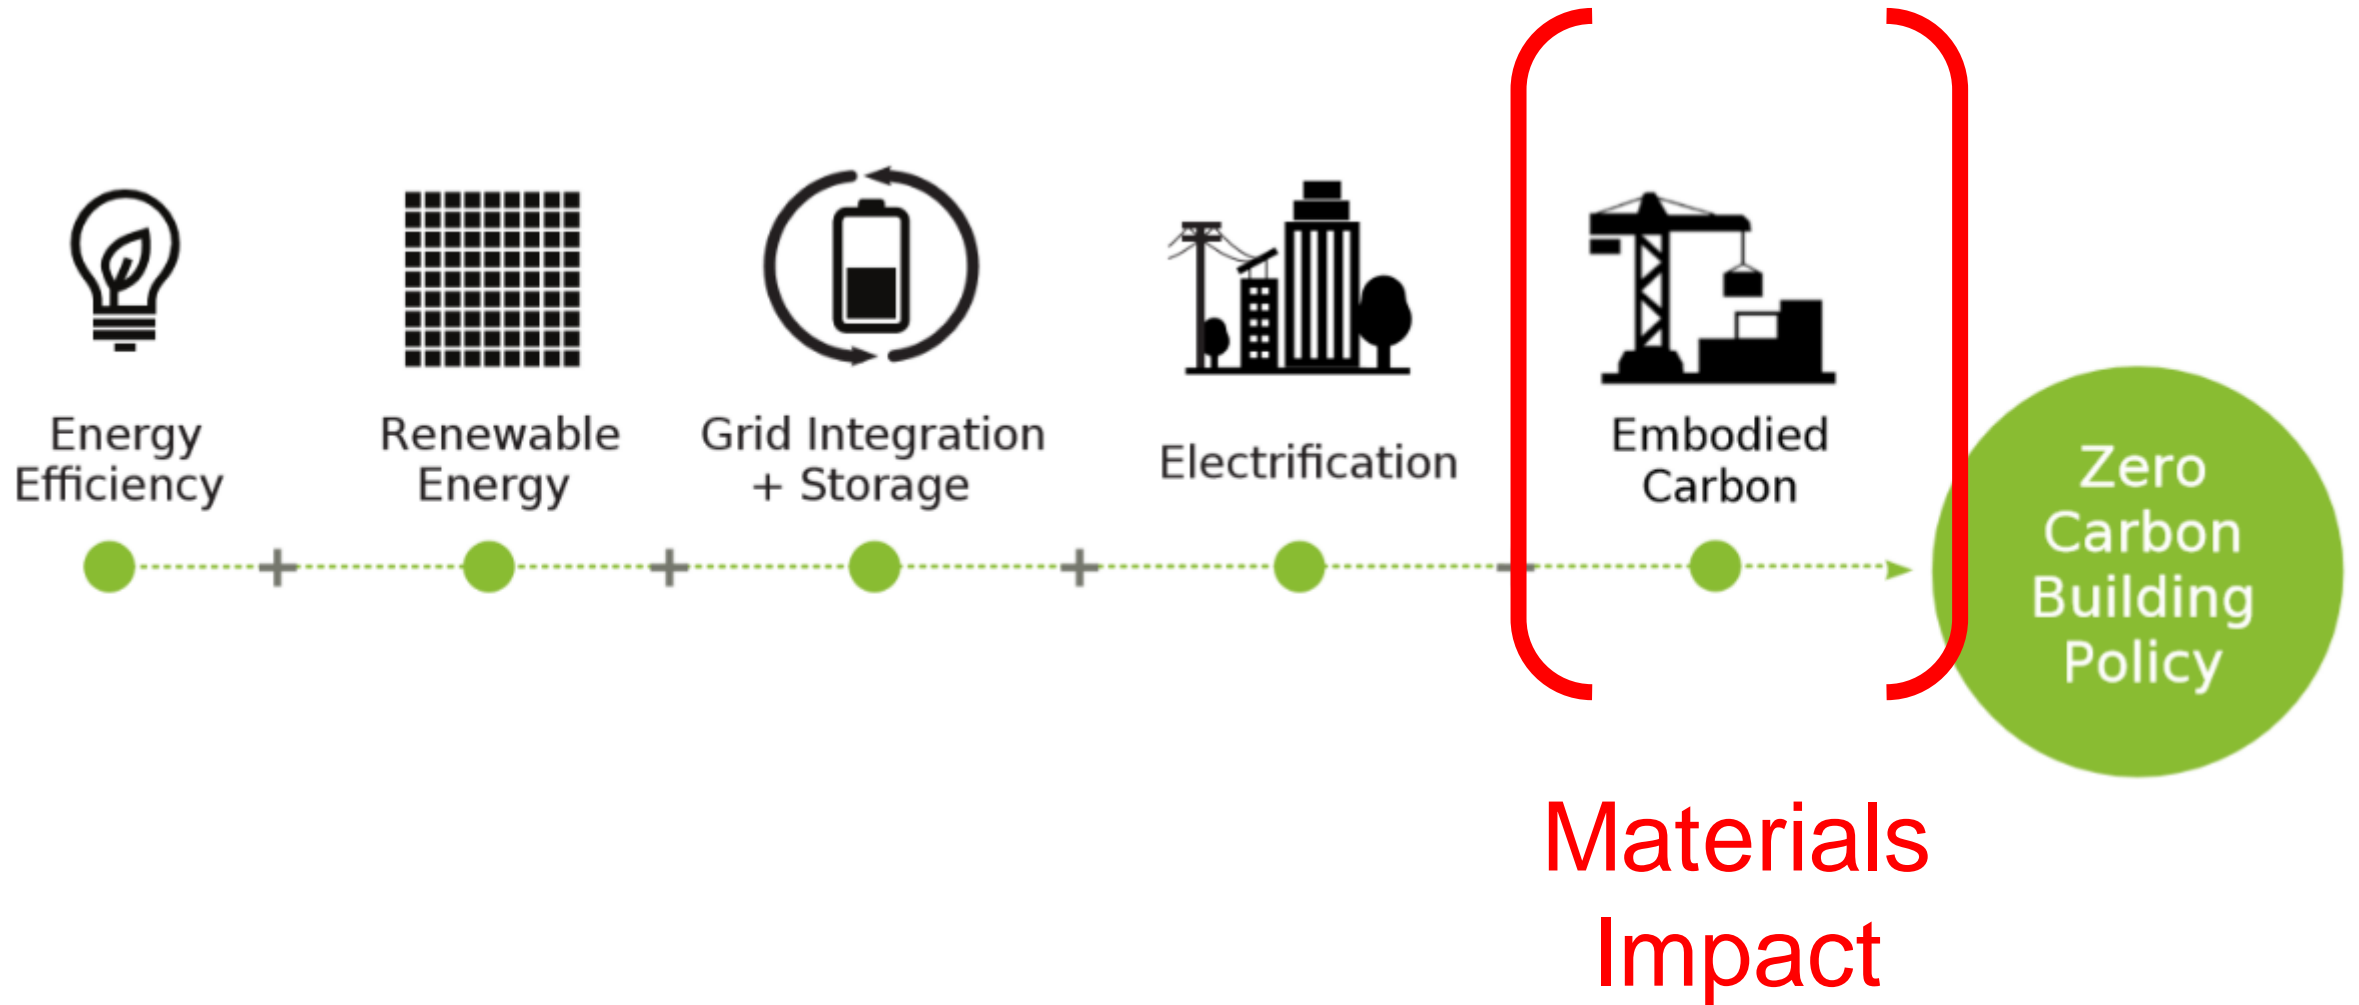 Energy
Efficiency
Renewable
Energy
Grid Integration
+ Storage
Electrification
Embodied
Carbon
Zero
Carbon
Building
Policy
Materials
Impact